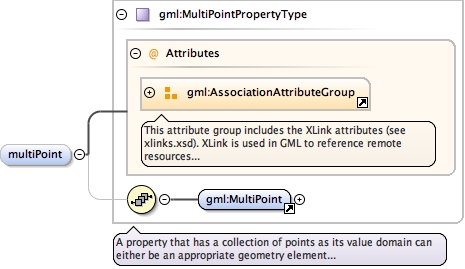 gml:MultiPointPropertyType
@ Attributes
gml:AssociationAttributeGroup
This attribute group includes the XLink attributes (see
xlinks.xsd). XLink is used in GML to reference remote
resources...
multiPoint
gml:MultiPoint
A property that has a collection of points as its value domain can
either be an appropriate geometry element...